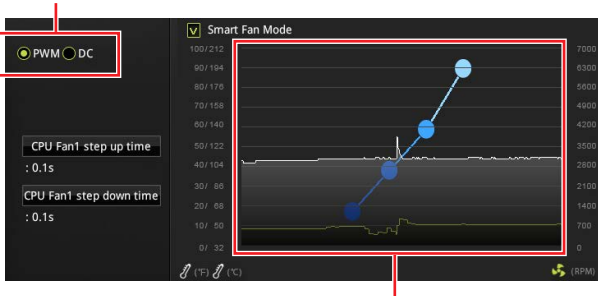 V Smart Fan Mode
PWM DC
100/212 7000
90/194 6300
80/176 5600
70/158 4900
60/140 4200
50/122 3500
40/104 2800
30/ 86 2100
20/ 68 1400
10/ 50 700
0/ 32 0
CPU Fan1 step up time
: 0.1s
CPU Fan1 step down time
: 0.1s
(°F) (°C) (RPM)